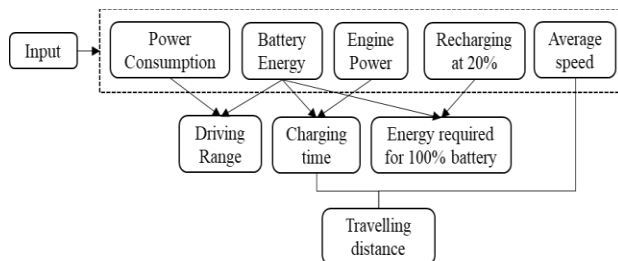 Input
Power
Consumption
Battery
Energy
Engine
Power
Recharging
at 20%
Average
speed
Driving
Range
Charging
time
Energy required
for 100% battery
Travelling
distance